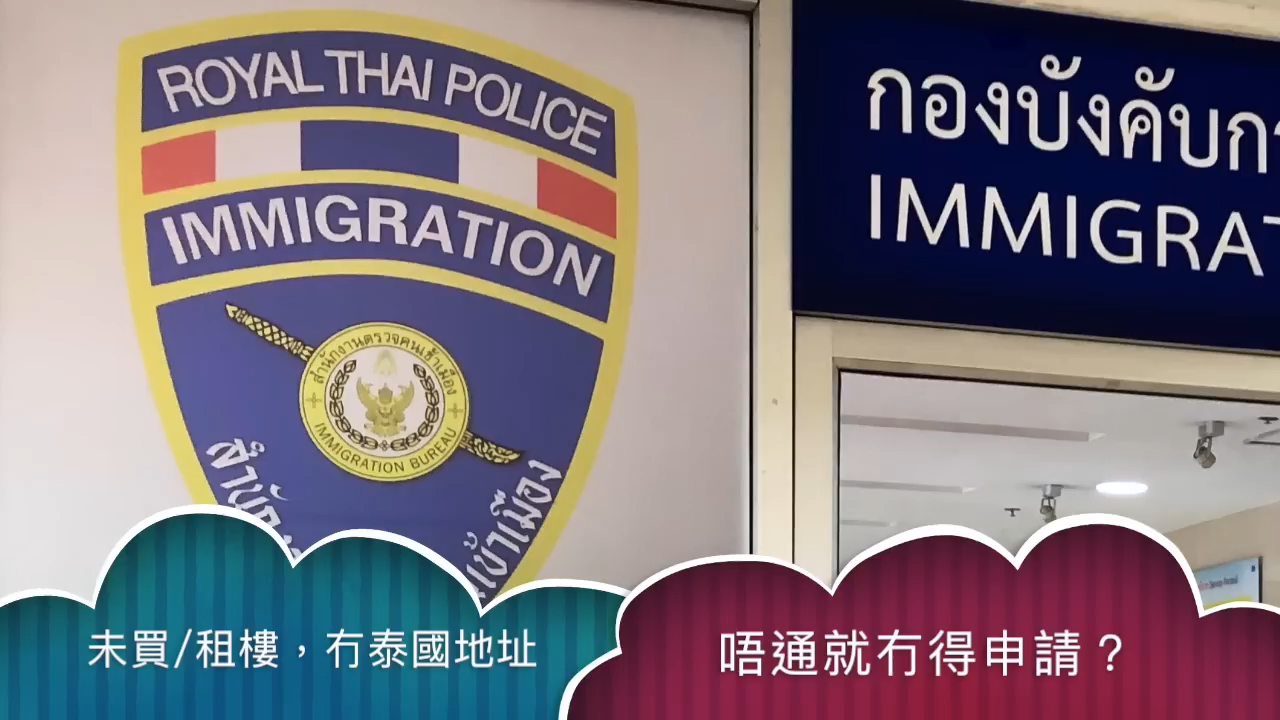 ROYAL THAI POLICE
IMMIGRATION
สำนักงานตรวจคนเข้าเมือง
IMMIGRATION BUREAU
กองบังคับก
IMMIGRAT
未買/租樓，冇泰國地址
唔通就冇得申請？